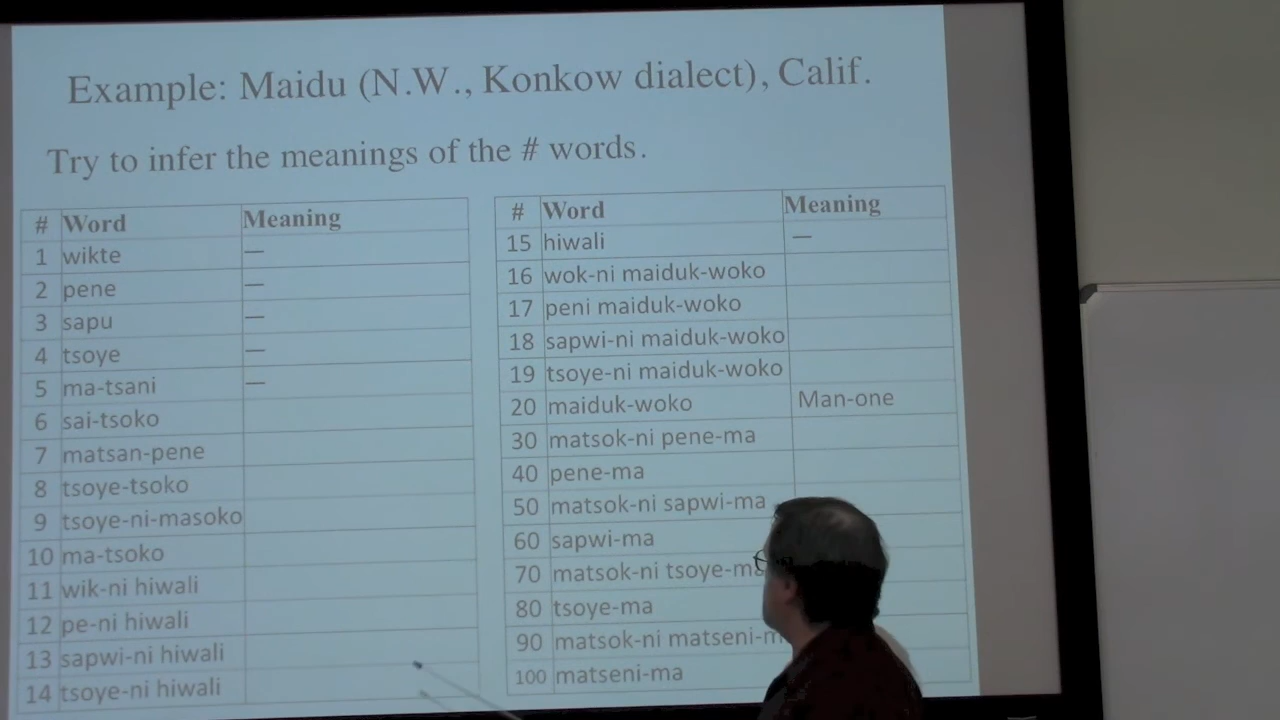 Example: Maidu (N.W., Konkow dialect), Calif.
Try to infer the meanings of the # words.
# Word Meaning
1 wikte —
2 pene —
3 sapu —
4 tsoye —
5 ma-tsani —
6 sai-tsoko
7 matsan-pene
8 tsoye-tsoko
9 tsoye-ni-masoko
10 ma-tsoko
11 wik-ni hiwali
12 pe-ni hiwali
13 sapwi-ni hiwali
14 tsoye-ni hiwali
# Word Meaning
15 hiwali —
16 wok-ni maiduk-woko
17 peni maiduk-woko
18 sapwi-ni maiduk-woko
19 tsoye-ni maiduk-woko
20 maiduk-woko Man-one
30 matsok-ni pene-ma
40 pene-ma
50 matsok-ni sapwi-ma
60 sapwi-ma
70 matsok-ni tsoye-ma
80 tsoye-ma
90 matsok-ni matseni-m
100 matseni-ma